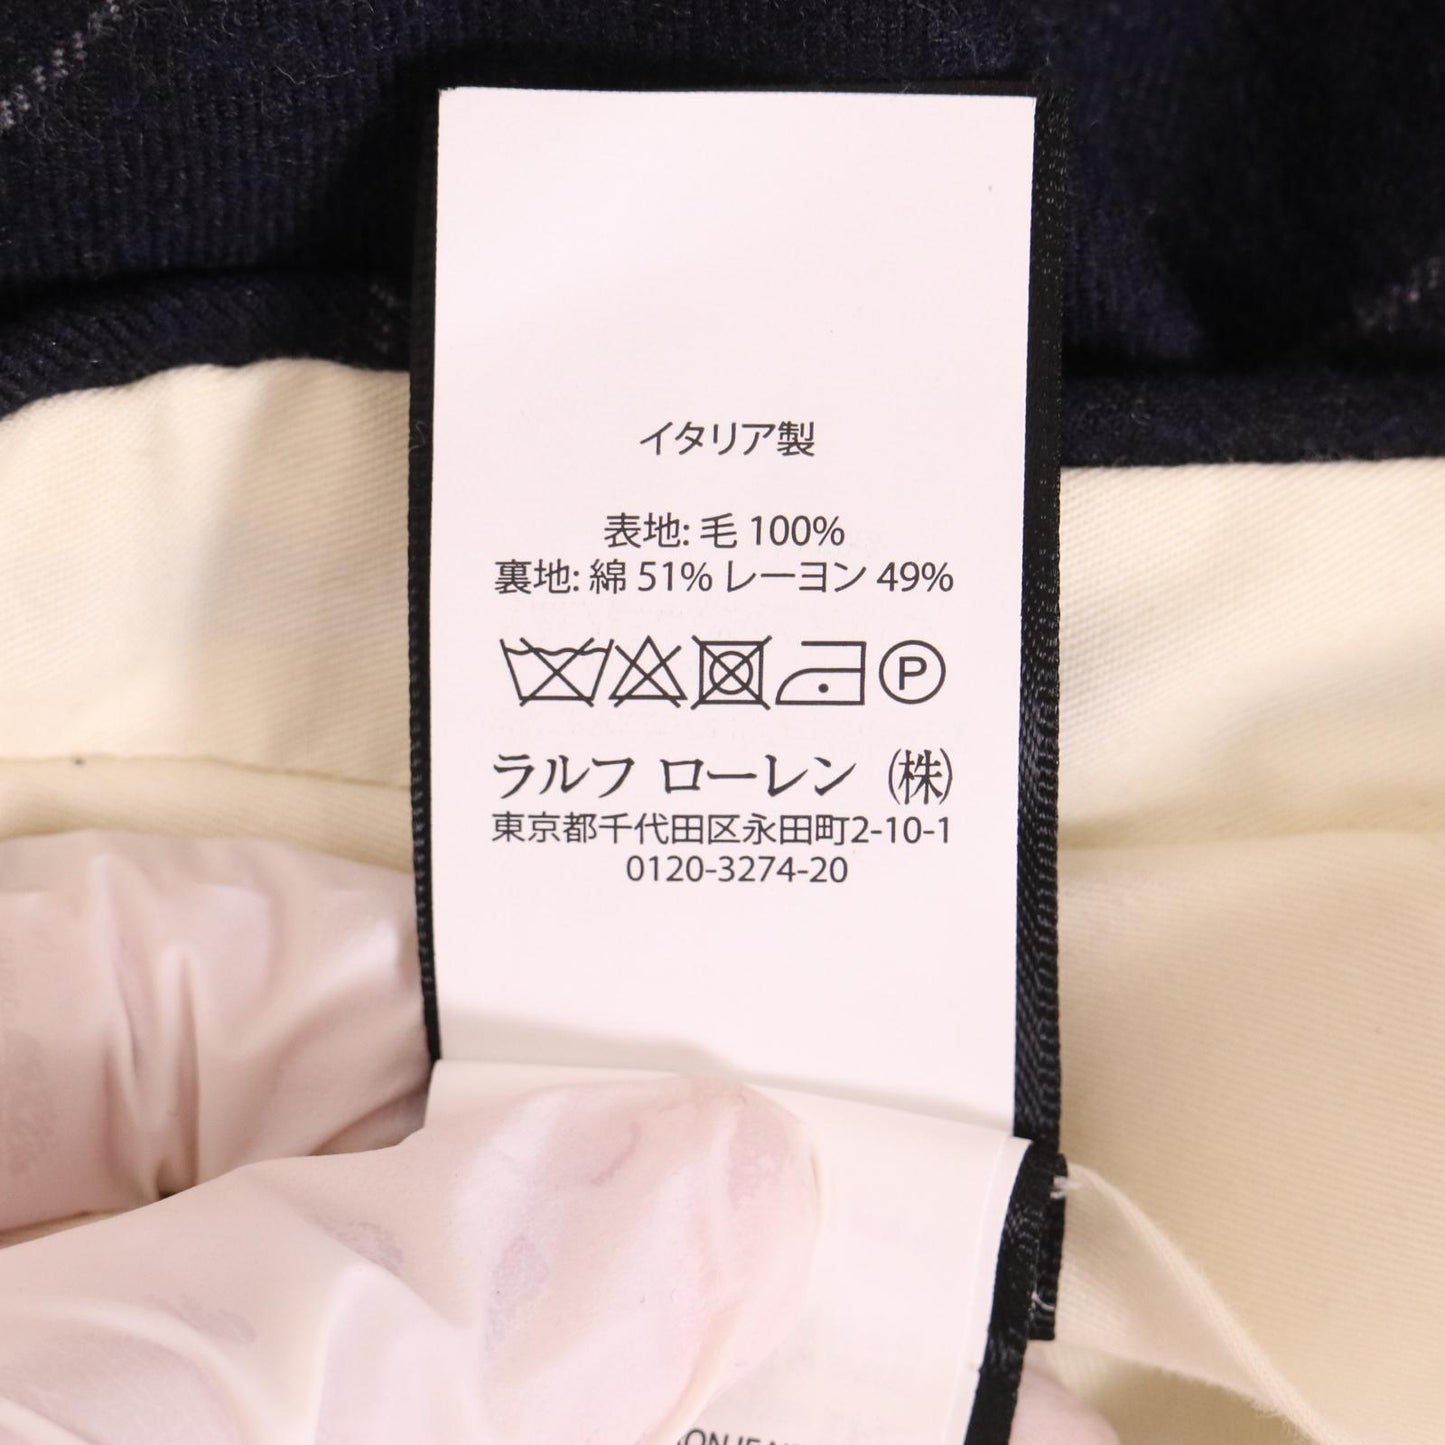 イタリア製
表地: 毛 100%
裏地: 綿 51% レーヨン 49%
P
ラルフ ローレン ㈱
東京都千代田区永田町2-10-1
0120-3274-20